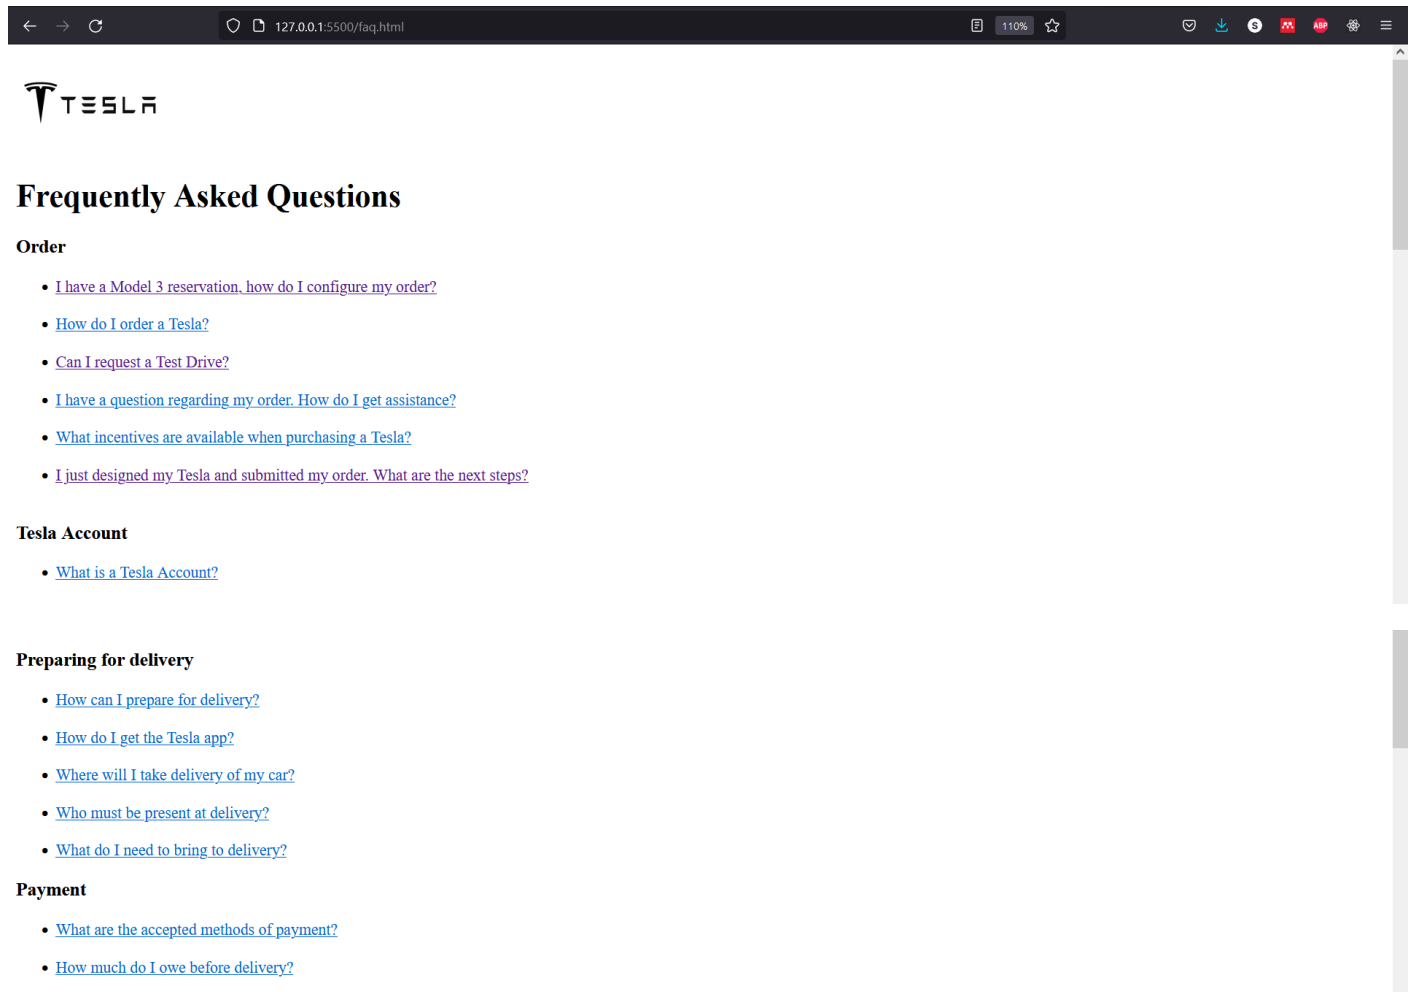 127.0.0.1:5500/faq.html
110%
S
ABP
TESLA
Frequently Asked Questions
Order
I have a Model 3 reservation, how do I configure my order?
How do I order a Tesla?
Can I request a Test Drive?
I have a question regarding my order. How do I get assistance?
What incentives are available when purchasing a Tesla?
I just designed my Tesla and submitted my order. What are the next steps?
Tesla Account
What is a Tesla Account?
Preparing for delivery
How can I prepare for delivery?
How do I get the Tesla app?
Where will I take delivery of my car?
Who must be present at delivery?
What do I need to bring to delivery?
Payment
What are the accepted methods of payment?
How much do I owe before delivery?